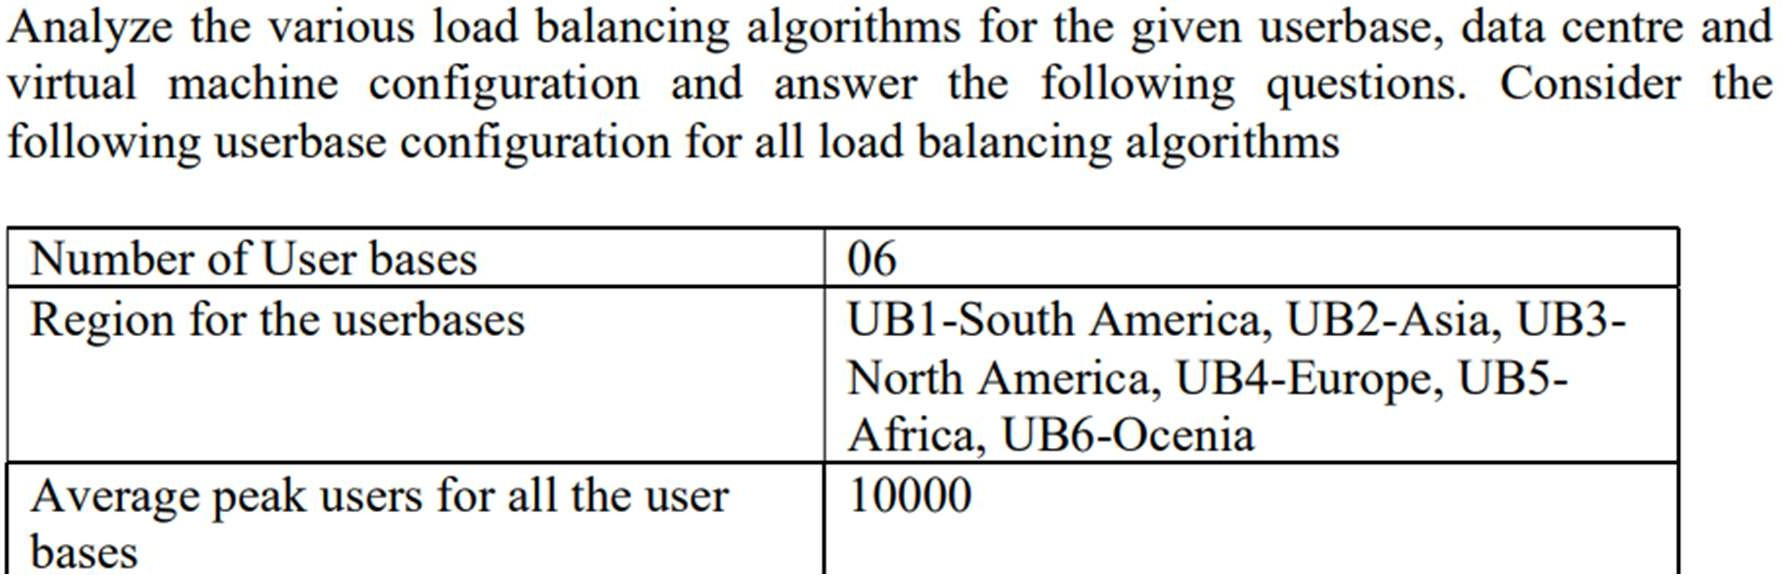 Analyze the various load balancing algorithms for the given userbase, data centre and
virtual machine configuration and answer the following questions. Consider the
following userbase configuration for all load balancing algorithms
Number of User bases 06
Region for the userbases UB1-South America, UB2-Asia, UB3-
North America, UB4-Europe, UB5-
Africa, UB6-Ocenia
Average peak users for all the user 10000
bases